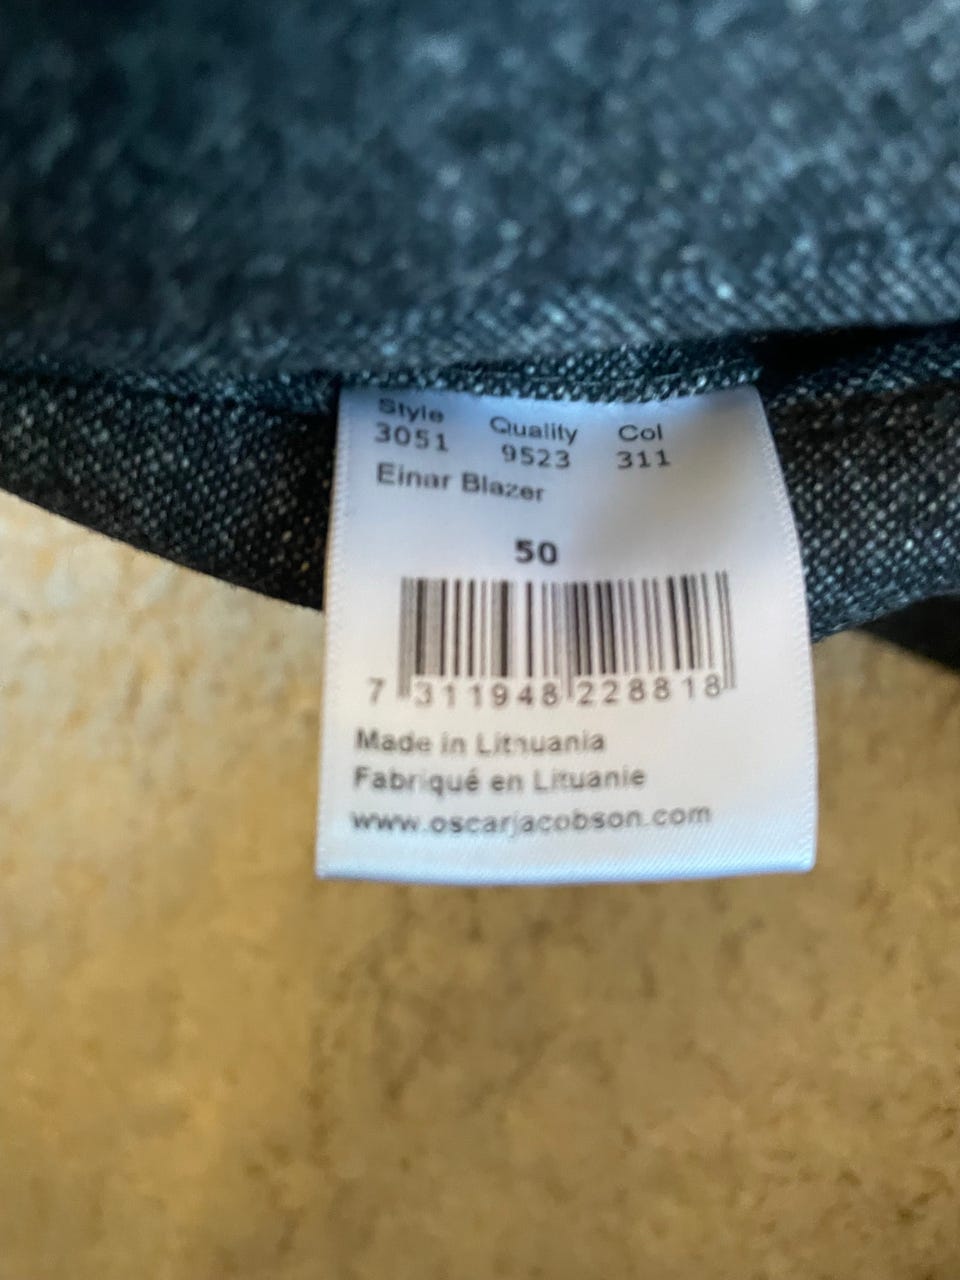 Style Quality Col
3051 9523 311
Einar Blazer
50
7 311948 228818
Made in Lithuania
Fabriqué en Lituanie
www.oscarjacobson.com